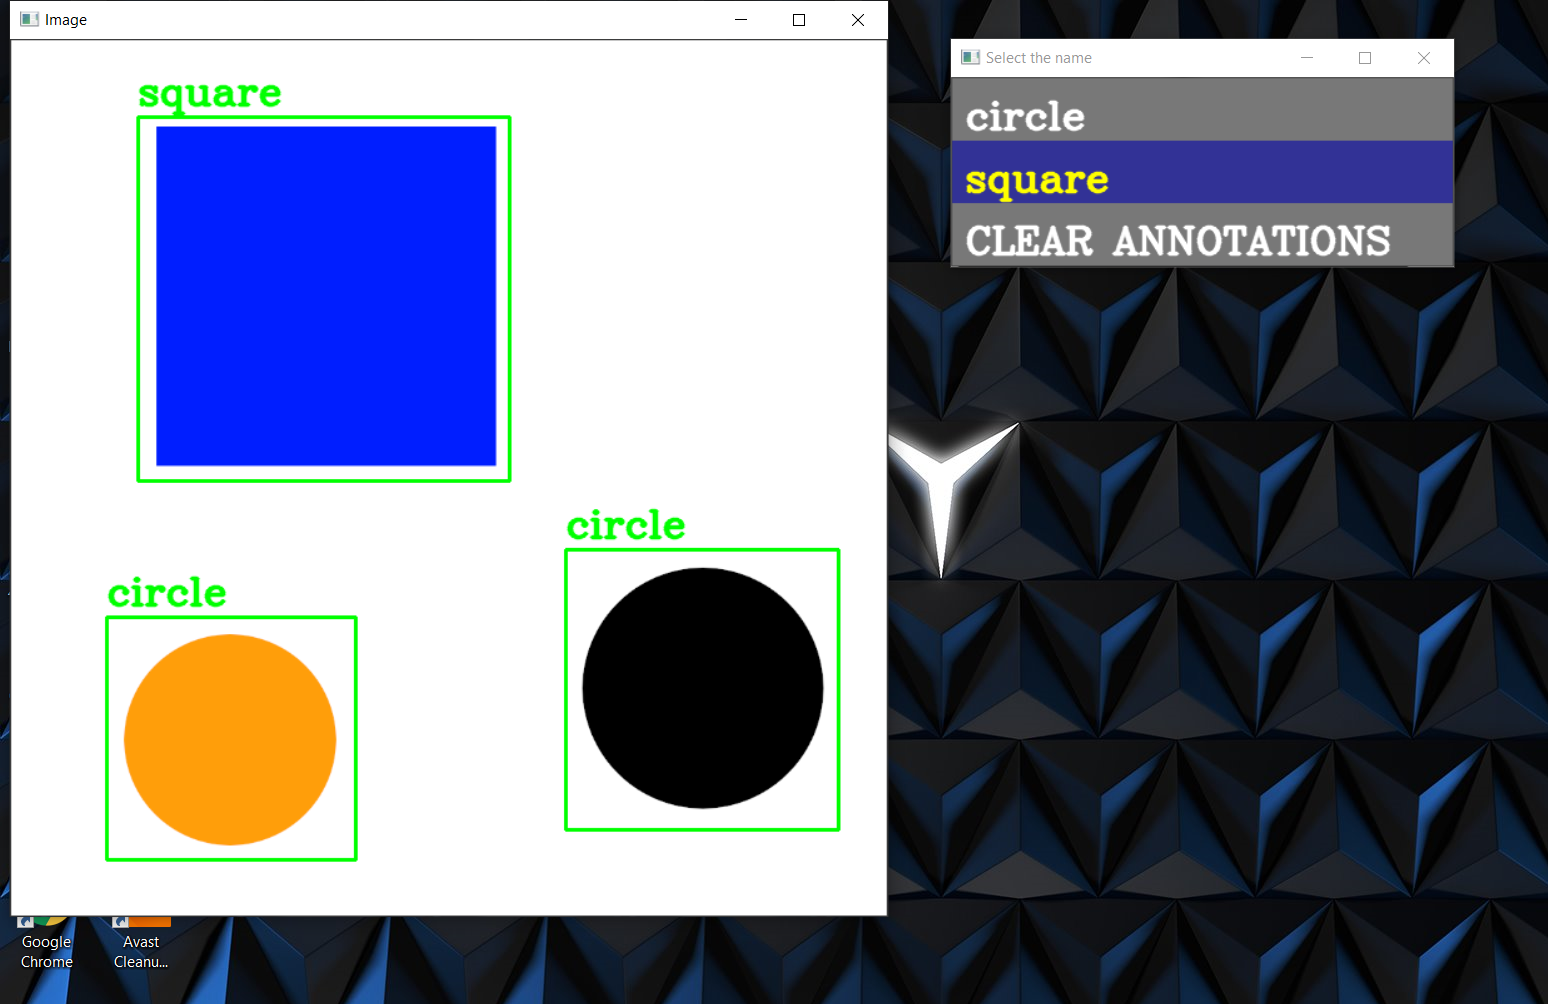 Image
square
circle
circle
Select the name
circle
square
CLEAR ANNOTATIONS
Google
Chrome
Avast
Cleanu...